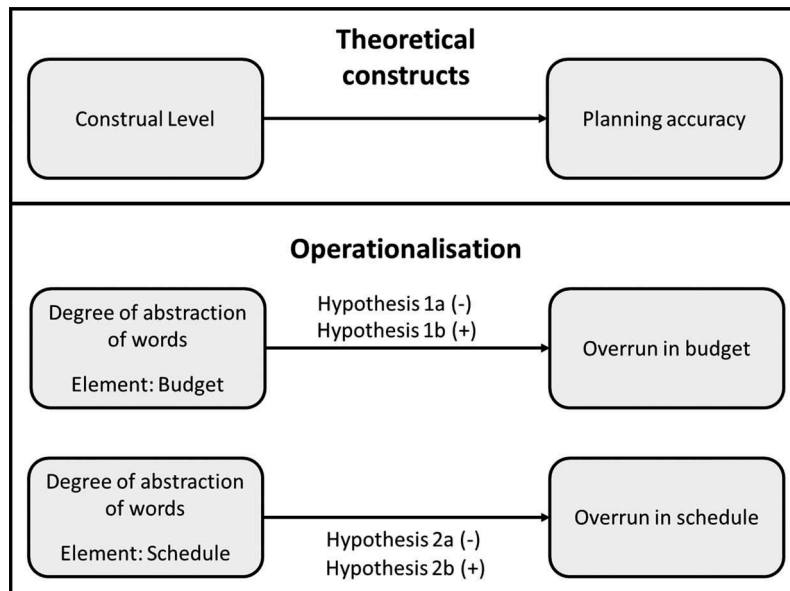 Theoretical
constructs
Construal Level
Planning accuracy
Operationalisation
Degree of abstraction
of words
Element: Budget
Hypothesis 1a (-)
Hypothesis 1b (+)
Overrun in budget
Degree of abstraction
of words
Element: Schedule
Hypothesis 2a (-)
Hypothesis 2b (+)
Overrun in schedule